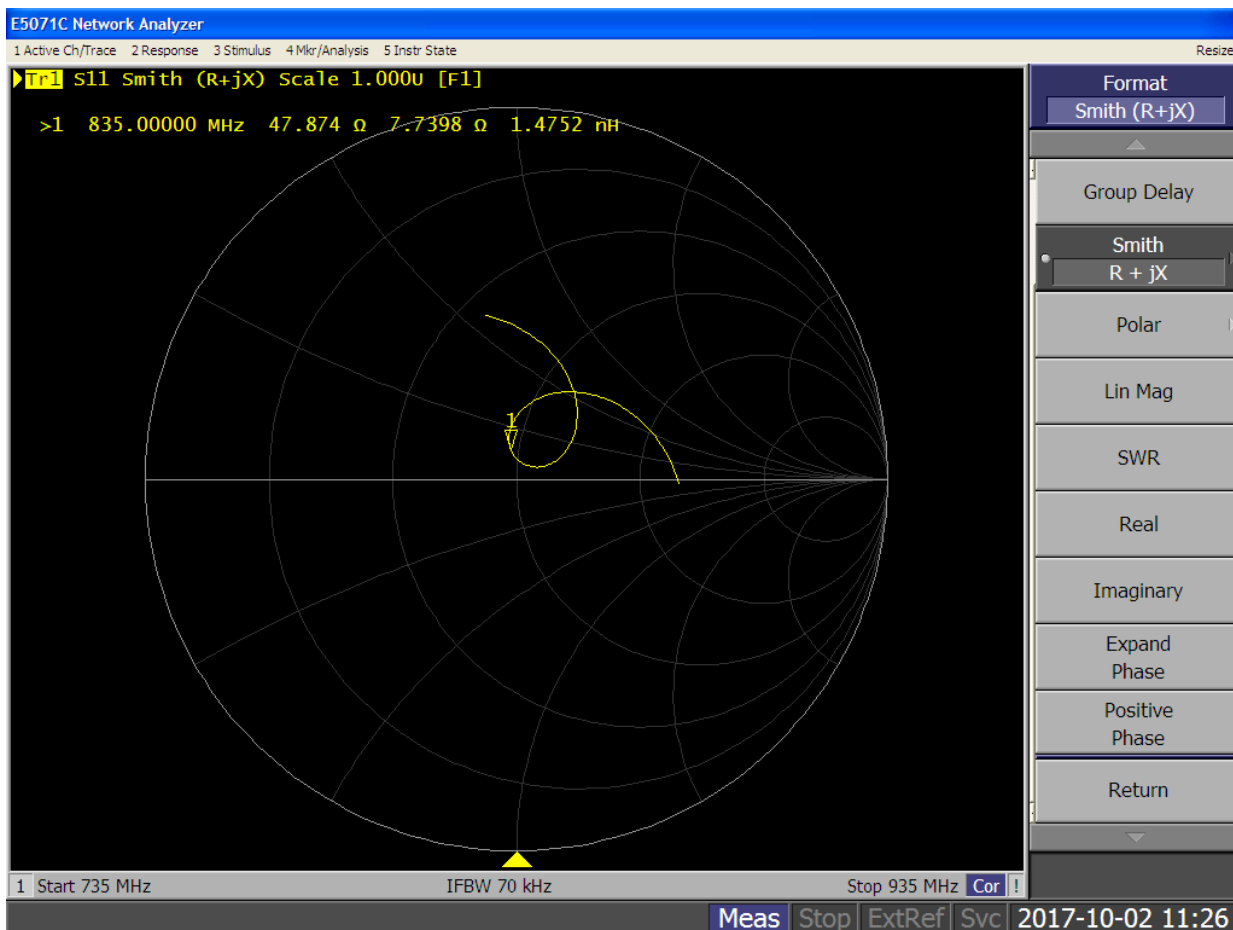 E5071C Network Analyzer
1 Active Ch/Trace 2 Response 3 Stimulus 4 Mkr/Analysis 5 Instr State Resize
Tr1 S11 Smith (R+jX) Scale 1.000U [F1]
>1 835.00000 MHz 47.874 Ω 7.7398 Ω 1.4752 nH
1
Format
Smith (R+jX)
Group Delay
Smith
R + jX
Polar
Lin Mag
SWR
Real
Imaginary
Expand
Phase
Positive
Phase
Return
1 Start 735 MHz IFBW 70 kHz Stop 935 MHz Cor !
Meas Stop ExtRef Svc 2017-10-02 11:26